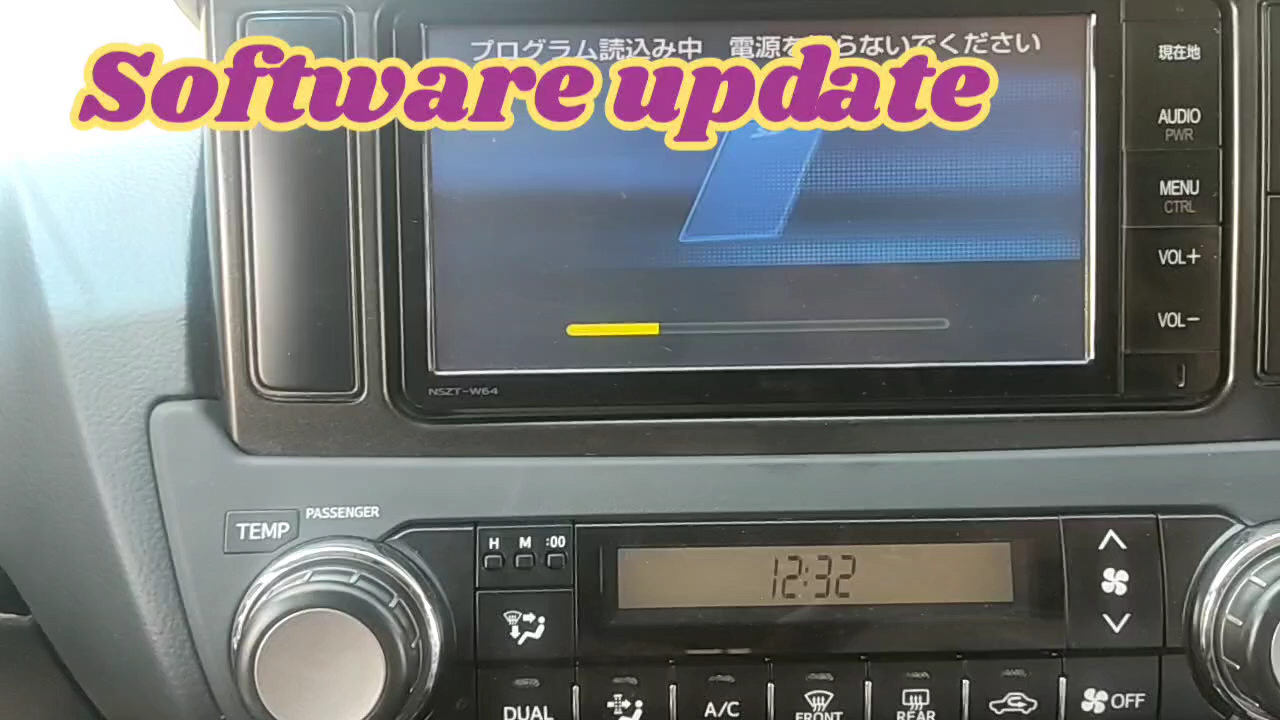 プログラム読込み中 電源を切らないでください
Software update
現在地
AUDIO
PWR
MENU
CTRL
VOL+
VOL-
NSZT-W64
TEMP
PASSENGER
H M :00
12:32
DUAL
A/C
FRONT
REAR
OFF